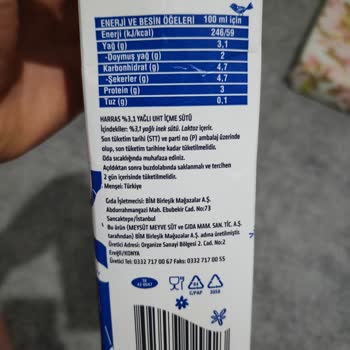 ENERJİ VE BESİN ÖĞELERİ 100 ml için
Enerji (kJ/kcal) 246/59
Yağ (g) 3,1
-Doymuş yağ (g) 2
Karbonhidrat (g) 4,7
-Şekerler (g) 4,7
Protein (g) 3
Tuz (g) 0,1
HARRAS %3,1 YAĞLI UHT İÇME SÜTÜ
İçindekiler: %3,1 yağlı inek sütü. Laktoz içerir.
Son tüketim tarihi (STT) ve parti no (P) ambalaj üzerinde
olup, son tüketim tarihine kadar tüketilmelidir.
Oda sıcaklığında muhafaza ediniz.
Açıldıktan sonra buzdolabında saklanmalı ve tercihen
2 gün içerisinde tüketilmelidir.
Menşei: Türkiye
Gıda İşletmecisi: BİM Birleşik Mağazalar A.Ş.
Abdurrahmangazi Mah. Ebubekir Cad. No:73
Sancaktepe/İstanbul
Bu ürün (MEYSÜT MEYVE SÜT ve GIDA MAM. SAN. TİC. A.Ş.
tarafından) BİM Birleşik Mağazalar A.Ş. adına üretilmiştir.
Üretici Adresi: Organize Sanayi Bölgesi 2. Cad. No:2
Ereğli/KONYA
Üretici Tel: 0332 717 00 67 Faks: 0332 717 00 55
TR
C/PAP